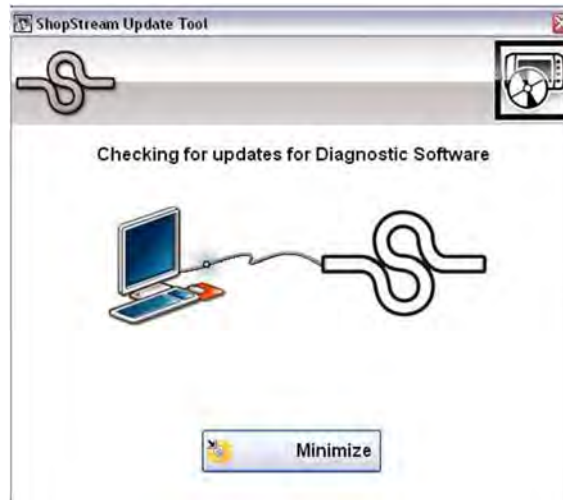 ShopStream Update Tool
Checking for updates for Diagnostic Software
Minimize